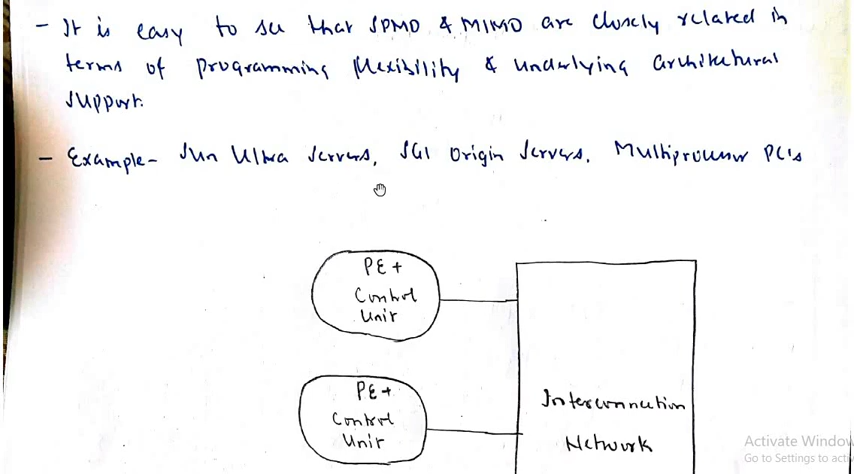 - It is easy to see that SPMD & MIMD are closely related in
terms of programming flexibility & underlying architectural
support.
- Example- Sun Ultra Servers, SGI Origin Servers, Multiprocessor PC's
PE +
Control
Unit
PE +
Control
Unit
Interconnection
Network
Activate Window
Go to Settings to activ